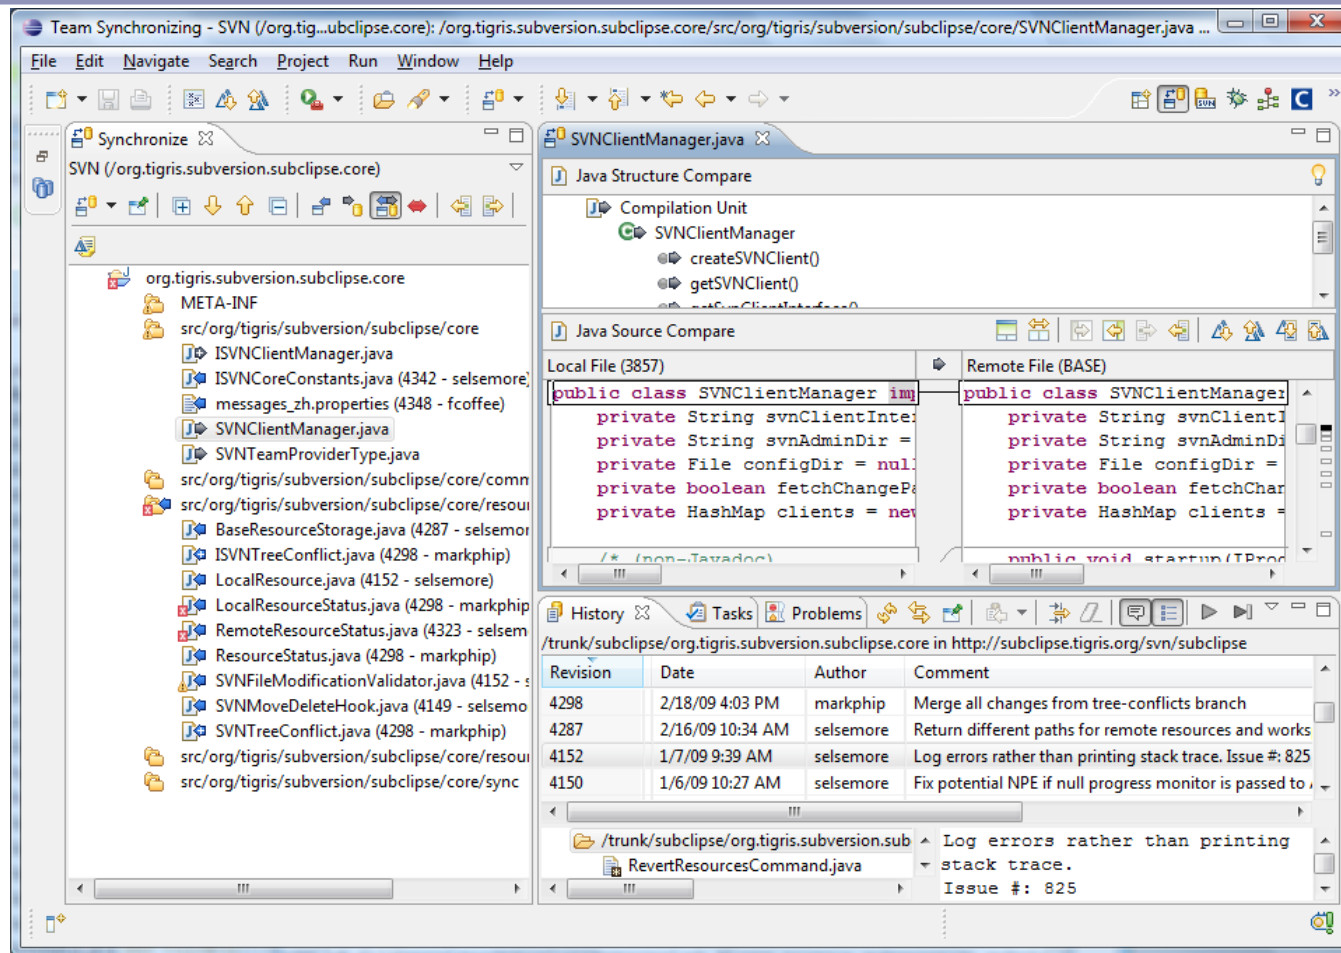 Team Synchronizing - SVN (/org.tig...ubclipse.core): /org.tigris.subversion.subclipse.core/src/org/tigris/subversion/subclipse/core/SVNClientManager.java ...
File Edit Navigate Search Project Run Window Help
Synchronize
SVN (/org.tigris.subversion.subclipse.core)
org.tigris.subversion.subclipse.core
META-INF
src/org/tigris/subversion/subclipse/core
ISVNClientManager.java
ISVNCoreConstants.java (4342 - selsemore)
messages_zh.properties (4348 - fcoffee)
SVNClientManager.java
SVNTeamProviderType.java
src/org/tigris/subversion/subclipse/core/comm
src/org/tigris/subversion/subclipse/core/resour
BaseResourceStorage.java (4287 - selsemor
ISVNTreeConflict.java (4298 - markphip)
LocalResource.java (4152 - selsemore)
LocalResourceStatus.java (4298 - markphip
RemoteResourceStatus.java (4323 - selsem
ResourceStatus.java (4298 - markphip)
SVNFileModificationValidator.java (4152 - s
SVNMoveDeleteHook.java (4149 - selsemo
SVNTreeConflict.java (4298 - markphip)
src/org/tigris/subversion/subclipse/core/resour
src/org/tigris/subversion/subclipse/core/sync
SVNClientManager.java
Java Structure Compare
Compilation Unit
SVNClientManager
createSVNClient()
getSVNClient()
getSvnClientInterface()
Java Source Compare
Local File (3857)
public class SVNClientManager imp
private String svnClientInter
private String svnAdminDir =
private File configDir = null
private boolean fetchChangePa
private HashMap clients = new
/* (non-Javadoc)
Remote File (BASE)
public class SVNClientManager
private String svnClientI
private String svnAdminDi
private File configDir =
private boolean fetchChan
private HashMap clients =
public void startup(IProg
History Tasks Problems
/trunk/subclipse/org.tigris.subversion.subclipse.core in http://subclipse.tigris.org/svn/subclipse
Revision Date Author Comment
4298 2/18/09 4:03 PM markphip Merge all changes from tree-conflicts branch
4287 2/16/09 10:34 AM selsemore Return different paths for remote resources and works
4152 1/7/09 9:39 AM selsemore Log errors rather than printing stack trace. Issue #: 825
4150 1/6/09 10:27 AM selsemore Fix potential NPE if null progress monitor is passed to
/trunk/subclipse/org.tigris.subversion.sub
RevertResourcesCommand.java
Log errors rather than printing
stack trace.
Issue #: 825